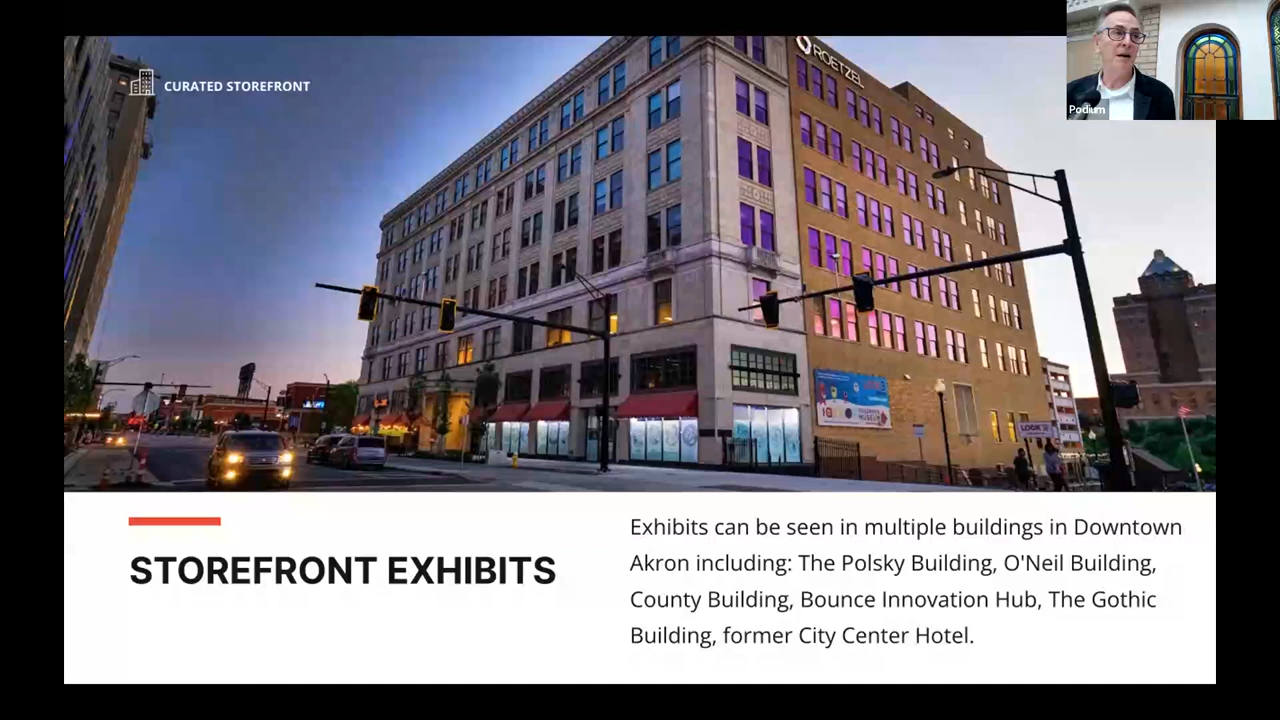 CURATED STOREFRONT
ROETZEL
Podium
LOOK
STOREFRONT EXHIBITS
Exhibits can be seen in multiple buildings in Downtown
Akron including: The Polsky Building, O'Neil Building,
County Building, Bounce Innovation Hub, The Gothic
Building, former City Center Hotel.